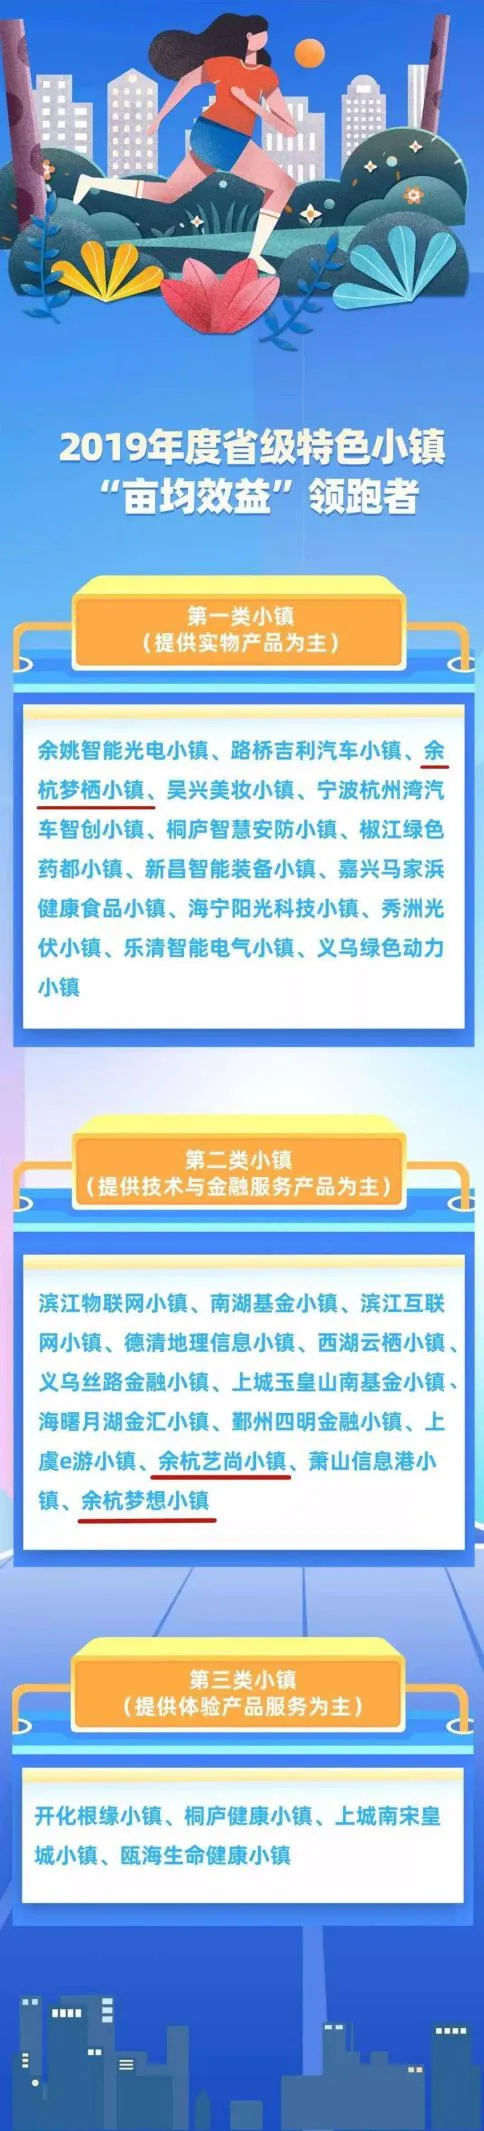 2019年度省级特色小镇
“亩均效益”领跑者
第一类小镇
（提供实物产品为主）
余姚智能光电小镇、路桥吉利汽车小镇、余
杭梦栖小镇、吴兴美妆小镇、宁波杭州湾汽
车智创小镇、桐庐智慧安防小镇、椒江绿色
药都小镇、新昌智能装备小镇、嘉兴马家浜
健康食品小镇、海宁阳光科技小镇、秀洲光
伏小镇、乐清智能电气小镇、义乌绿色动力
小镇
第二类小镇
（提供技术与金融服务产品为主）
滨江物联网小镇、南湖基金小镇、滨江互联
网小镇、德清地理信息小镇、西湖云栖小镇、
义乌丝路金融小镇、上城玉皇山南基金小镇、
海曙月湖金汇小镇、鄞州四明金融小镇、上
虞e游小镇、余杭艺尚小镇、萧山信息港小
镇、余杭梦想小镇
第三类小镇
（提供体验产品服务为主）
开化根缘小镇、桐庐健康小镇、上城南宋皇
城小镇、瓯海生命健康小镇